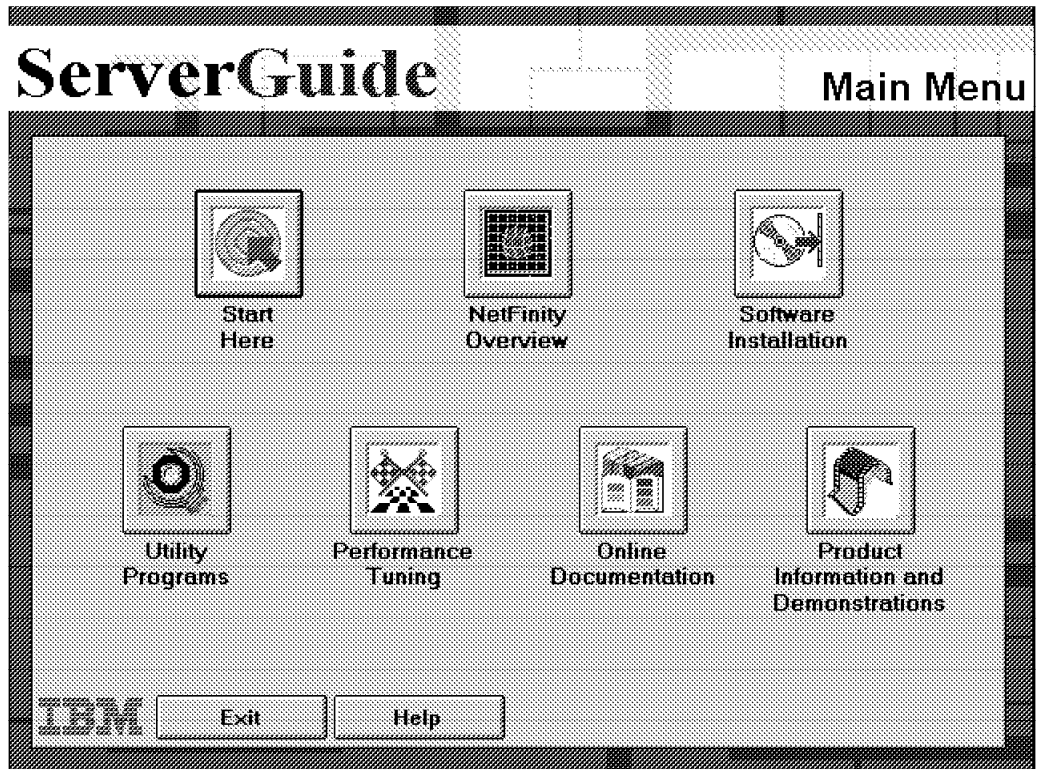 ServerGuide
Main Menu
Start
Here
NetFinity
Overview
Software
Installation
Utility
Programs
Performance
Tuning
Online
Documentation
Product
Information and
Demonstrations
IBM
Exit
Help